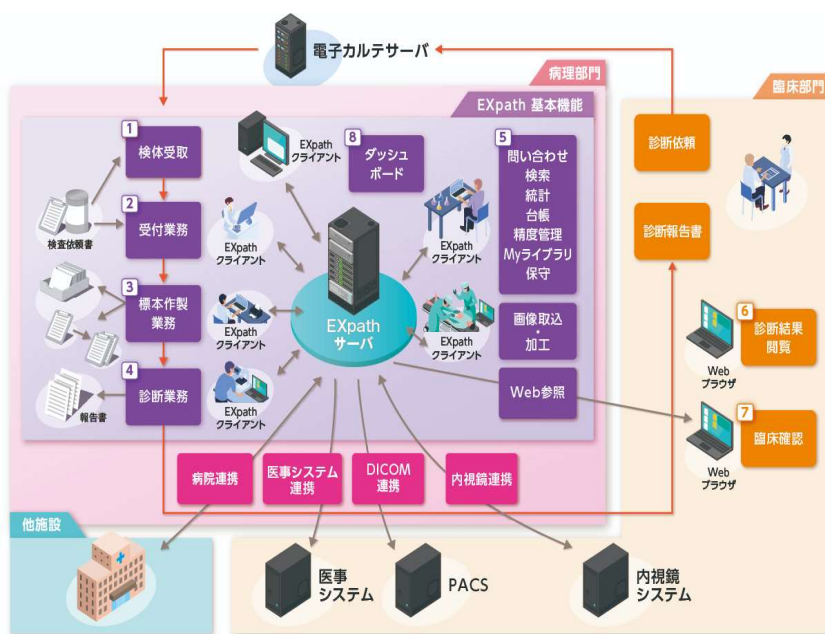 電子カルテサーバ
病理部門
EXpath 基本機能
臨床部門
1
検体受取
検査依頼書
2
受付業務
3
標本作製
業務
4
診断業務
報告書
EXpath
クライアント
EXpath
クライアント
EXpath
クライアント
EXpath
クライアント
EXpath
クライアント
EXpath
クライアント
EXpath
サーバ
8
ダッシュ
ボード
5
問い合わせ
検索
統計
台帳
精度管理
Myライブラリ
保守
画像取込
・
加工
Web参照
診断依頼
診断報告書
6
診断結果
閲覧
Web
ブラウザ
7
臨床確認
Web
ブラウザ
病院連携
医事システム
連携
DICOM
連携
内視鏡連携
他施設
医事
システム
PACS
内視鏡
システム